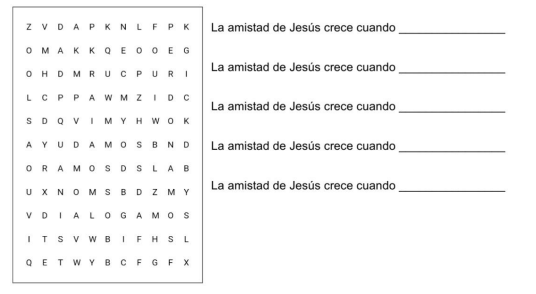 Z V D A P K N L F P K
O M A K K Q E O O E G
O H D M R U C P U R I
L C P P A W M Z I D C
S D Q V I M Y H W O K
A Y U D A M O S B N D
O R A M O S D S L A B
U X N O M S B D Z M Y
V D I A L O G A M O S
I T S V W B I F H S L
Q E T W Y B C F G F X
La amistad de Jesús crece cuando ________________
La amistad de Jesús crece cuando ________________
La amistad de Jesús crece cuando ________________
La amistad de Jesús crece cuando ________________
La amistad de Jesús crece cuando ________________